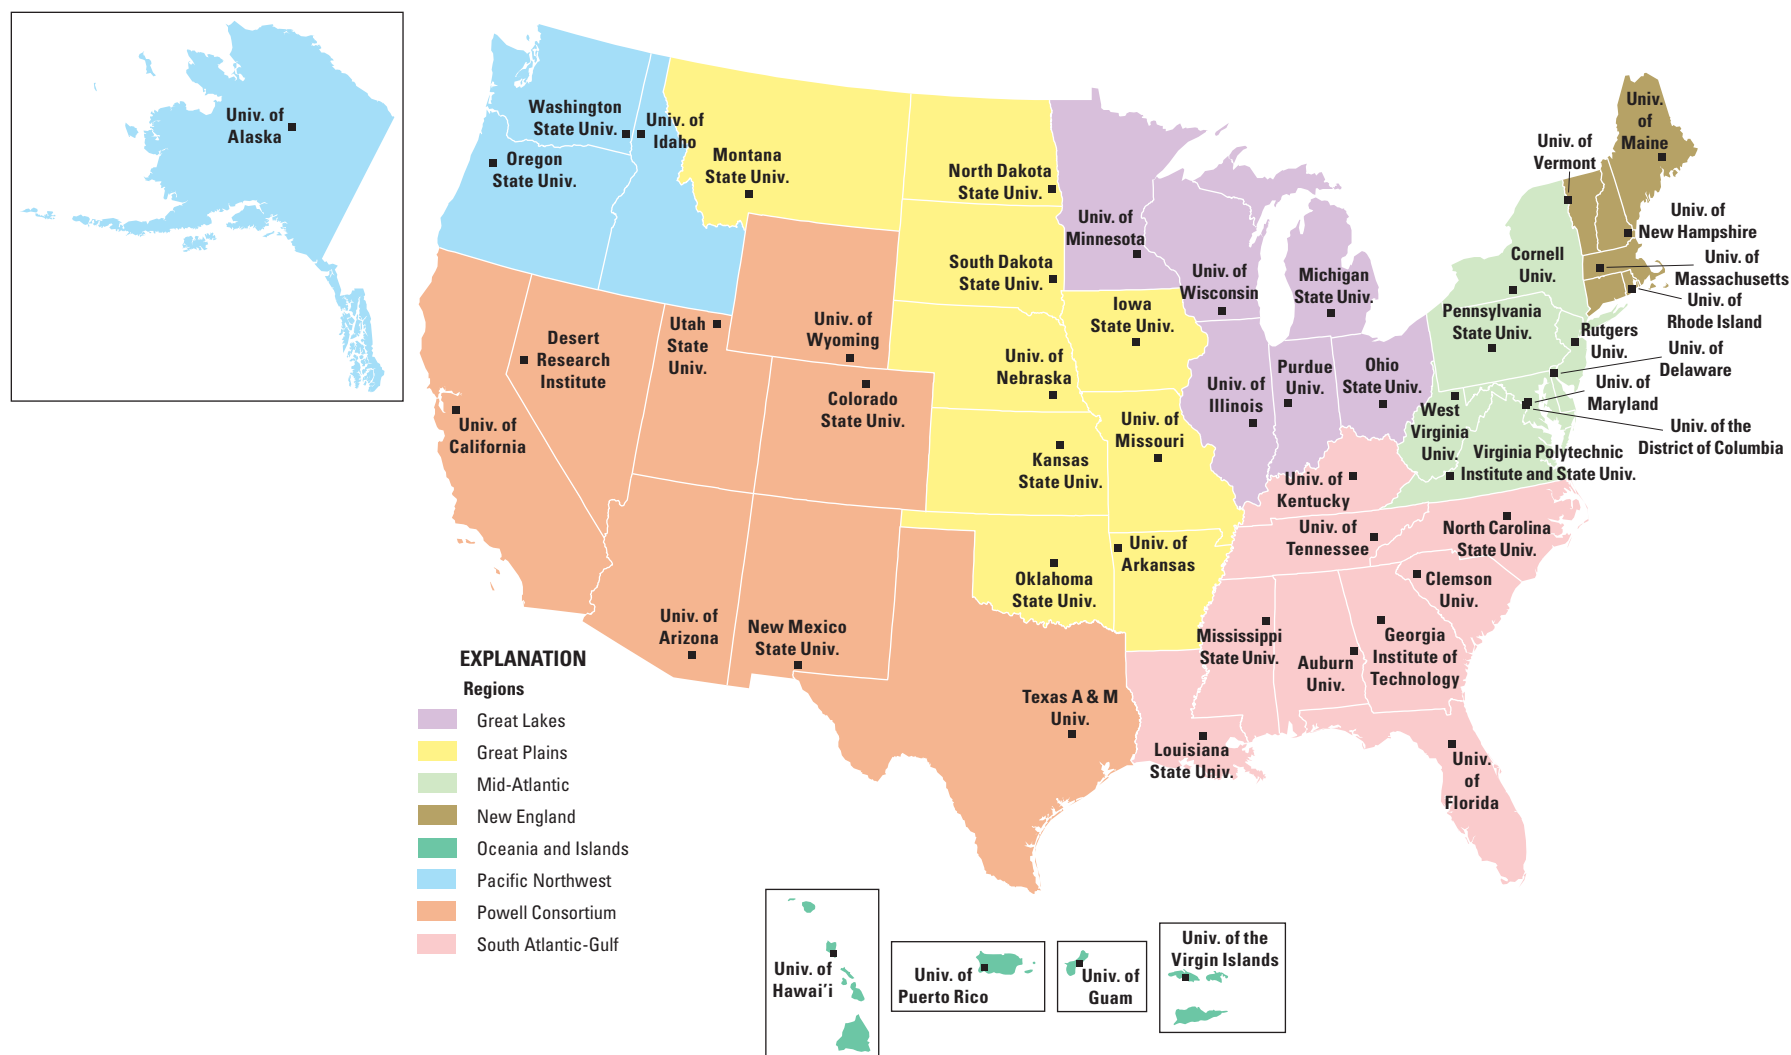 Univ. of
Alaska
Washington
State Univ.
Univ. of
Idaho
Oregon
State Univ.
Montana
State Univ.
North Dakota
State Univ.
South Dakota
State Univ.
Univ. of
Minnesota
Univ. of
Wisconsin
Michigan
State Univ.
Iowa
State Univ.
Univ. of
Nebraska
Univ. of
Wyoming
Utah
State
Univ.
Desert
Research
Institute
Univ. of
California
Colorado
State Univ.
Kansas
State Univ.
Univ. of
Missouri
Univ. of
Illinois
Purdue
Univ.
Ohio
State Univ.
Univ. of
Kentucky
Univ. of
Tennessee
Univ. of
Arkansas
Oklahoma
State Univ.
Univ. of
Arizona
New Mexico
State Univ.
Texas A & M
Univ.
Louisiana
State Univ.
Mississippi
State Univ.
Auburn
Univ.
Georgia
Institute of
Technology
Clemson
Univ.
North Carolina
State Univ.
Univ.
of
Florida
West
Virginia
Univ.
Virginia Polytechnic
Institute and State Univ.
Pennsylvania
State Univ.
Cornell
Univ.
Univ. of
Vermont
Univ.
of
Maine
Univ. of
New Hampshire
Univ. of
Massachusetts
Univ. of
Rhode Island
Rutgers
Univ.
Univ. of
Delaware
Univ. of
Maryland
Univ. of the
District of Columbia
EXPLANATION
Regions
Great Lakes
Great Plains
Mid-Atlantic
New England
Oceania and Islands
Pacific Northwest
Powell Consortium
South Atlantic-Gulf
Univ. of
Hawai’i
Univ. of
Puerto Rico
Univ. of
Guam
Univ. of the
Virgin Islands